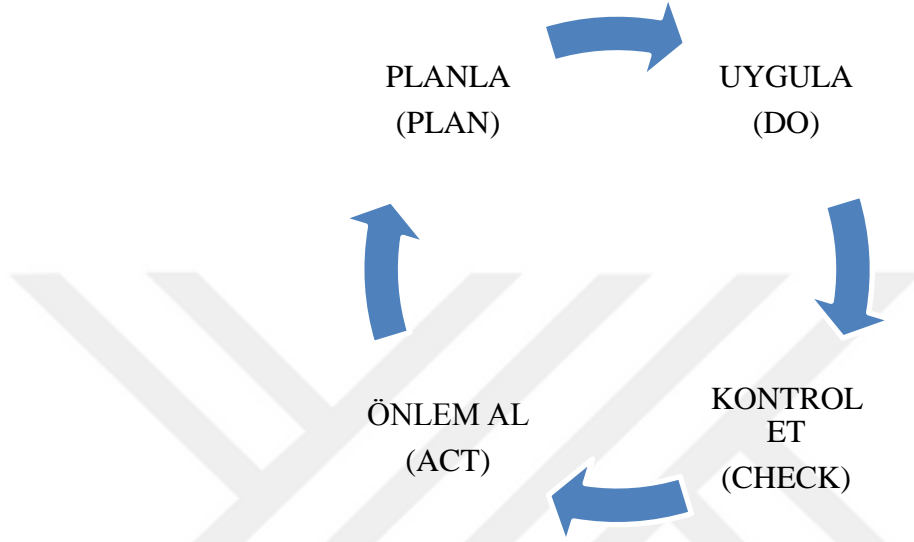 PLANLA
(PLAN)
UYGULA
(DO)
KONTROL
ET
(CHECK)
ÖNLEM AL
(ACT)